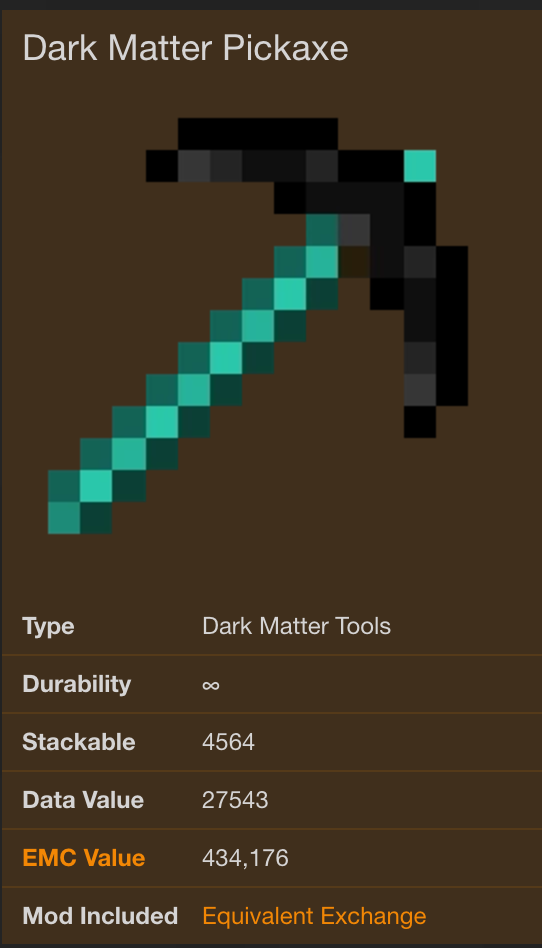 Dark Matter Pickaxe
Type Dark Matter Tools
Durability ∞
Stackable 4564
Data Value 27543
EMC Value 434,176
Mod Included Equivalent Exchange